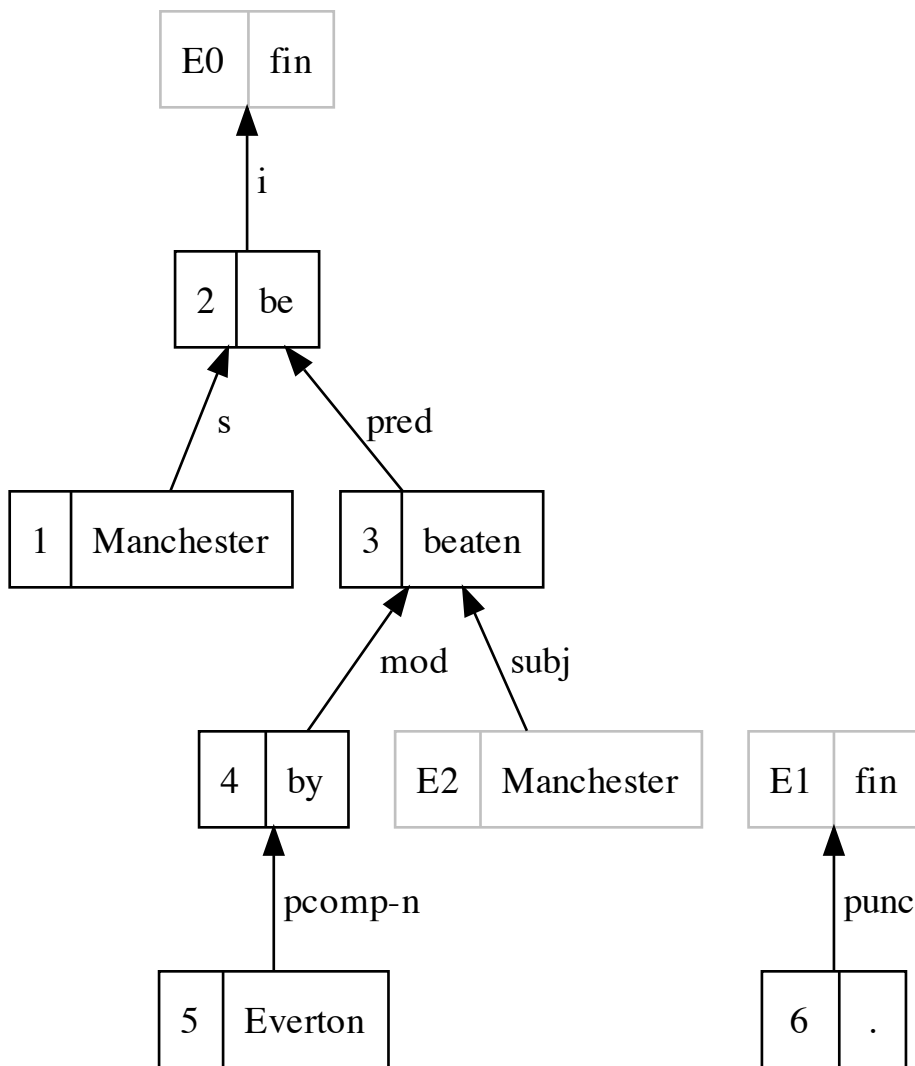 E0 fin
i
2 be
s pred
1 Manchester 3 beaten
mod subj
4 by E2 Manchester E1 fin
pcomp-n punc
5 Everton 6 .